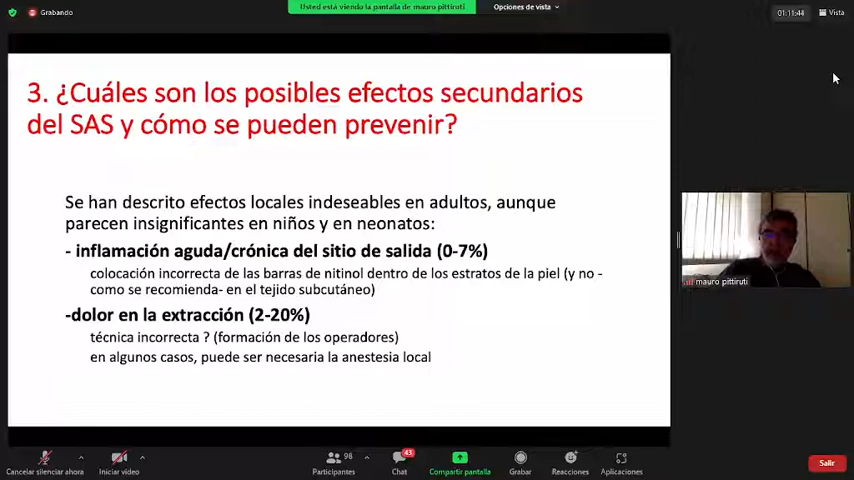 Grabando
Usted está viendo la pantalla de mauro pittiruti
Opciones de vista
01:11:44
Vista
3. ¿Cuáles son los posibles efectos secundarios
del SAS y cómo se pueden prevenir?
Se han descrito efectos locales indeseables en adultos, aunque
parecen insignificantes en niños y en neonatos:
- inflamación aguda/crónica del sitio de salida (0-7%)
colocación incorrecta de las barras de nitinol dentro de los estratos de la piel (y no -
como se recomienda- en el tejido subcutáneo)
-dolor en la extracción (2-20%)
técnica incorrecta ? (formación de los operadores)
en algunos casos, puede ser necesaria la anestesia local
mauro pittiruti
Cancelar silenciar ahora
Iniciar video
98
Participantes
43
Chat
Compartir pantalla
Grabar
Reacciones
Aplicaciones
Salir